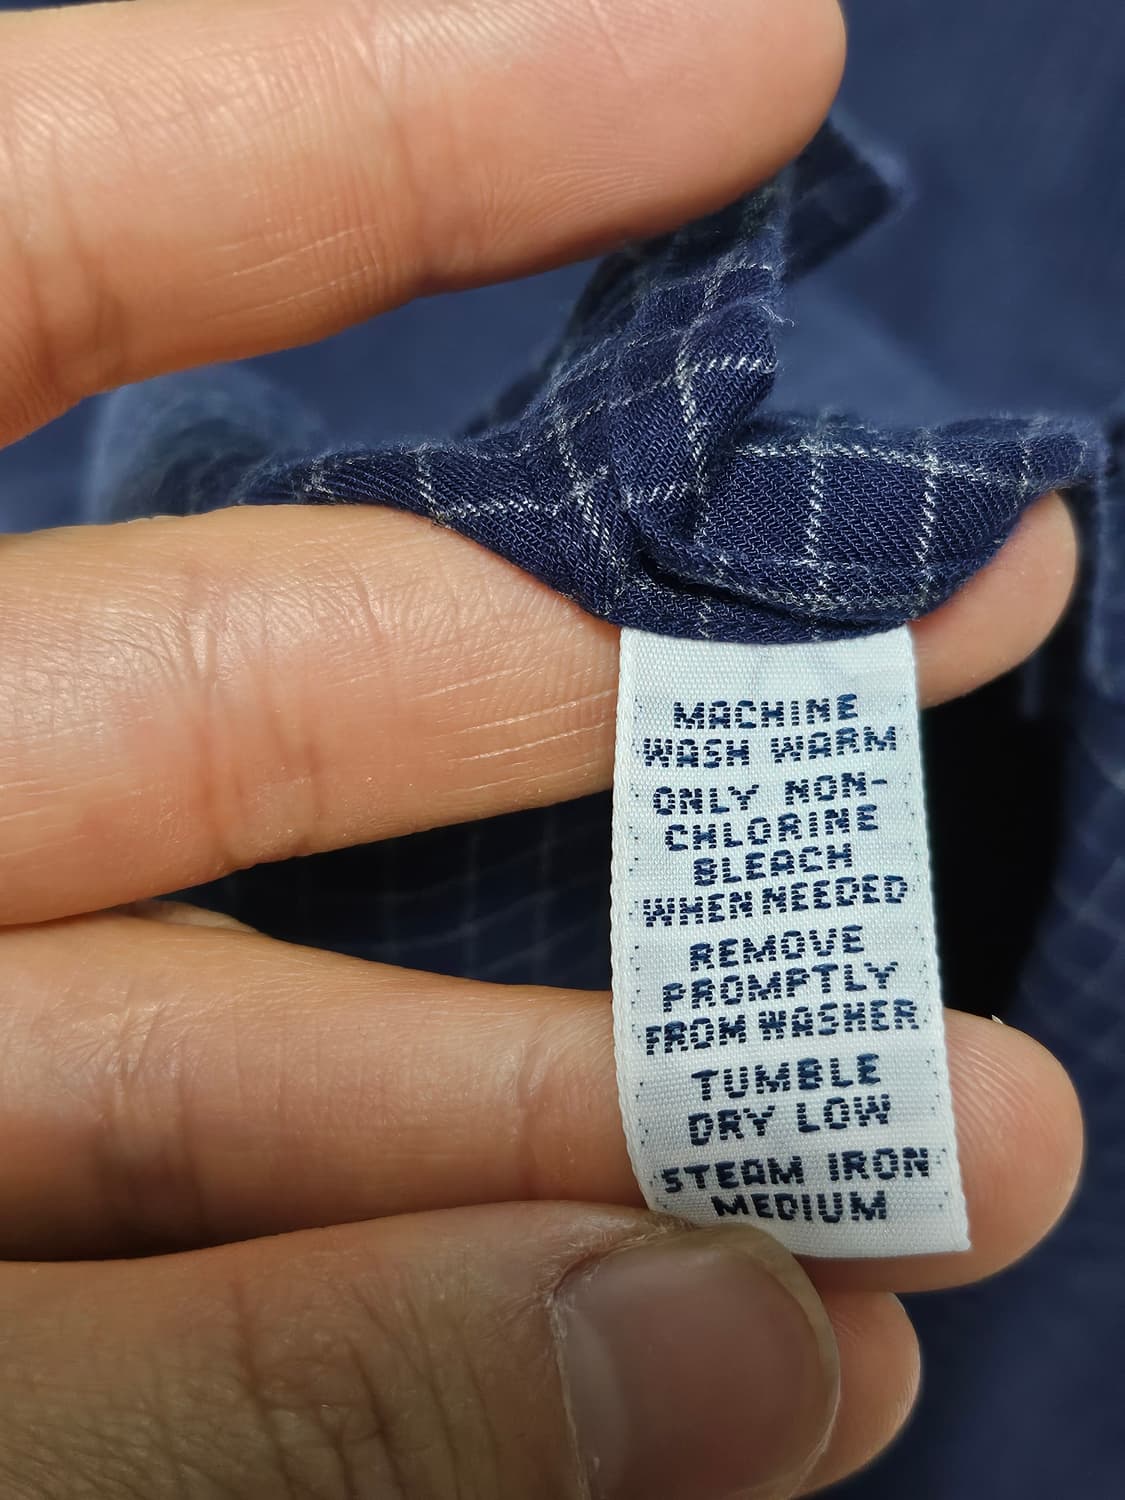 MACHINE
WASH WARM
ONLY NON-
CHLORINE
BLEACH
WHEN NEEDED
REMOVE
PROMPTLY
FROM WASHER
TUMBLE
DRY LOW
STEAM IRON
MEDIUM